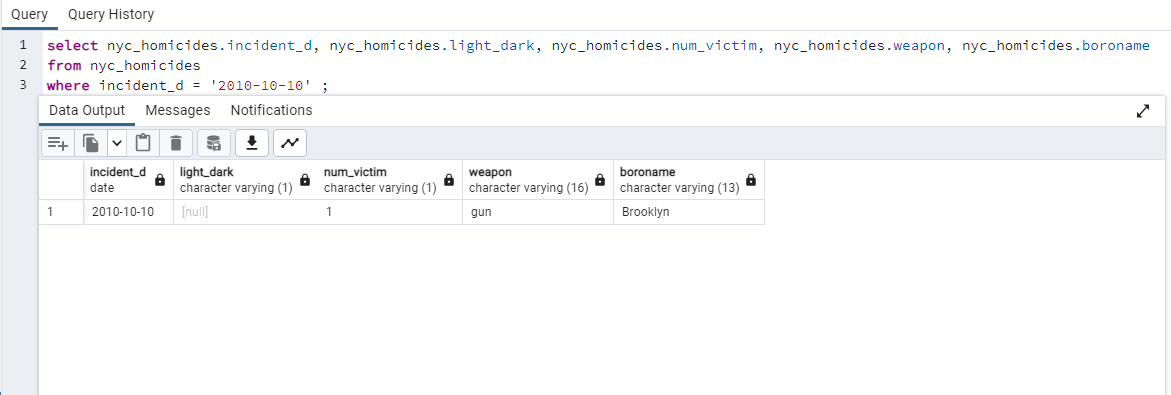 Query Query History
1 select nyc_homicides.incident_d, nyc_homicides.light_dark, nyc_homicides.num_victim, nyc_homicides.weapon, nyc_homicides.boroname
2 from nyc_homicides
3 where incident_d = '2010-10-10' ;
Data Output Messages Notifications
incident_d light_dark num_victim weapon boroname
date character varying (1) character varying (1) character varying (16) character varying (13)
1 2010-10-10 [null] 1 gun Brooklyn